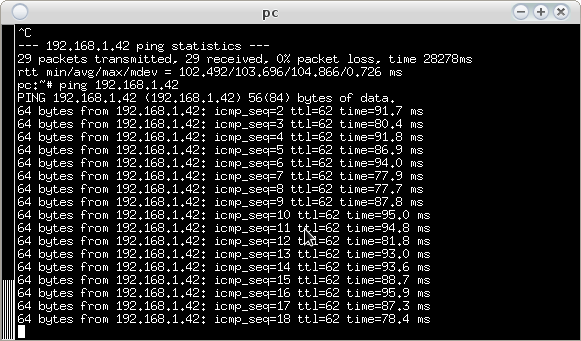 pc
^C
--- 192.168.1.42 ping statistics ---
29 packets transmitted, 29 received, 0% packet loss, time 28278ms
rtt min/avg/max/mdev = 102.492/103.696/104.866/0.726 ms
pc:~# ping 192.168.1.42
PING 192.168.1.42 (192.168.1.42) 56(84) bytes of data.
64 bytes from 192.168.1.42: icmp_seq=2 ttl=62 time=91.7 ms
64 bytes from 192.168.1.42: icmp_seq=3 ttl=62 time=80.4 ms
64 bytes from 192.168.1.42: icmp_seq=4 ttl=62 time=91.8 ms
64 bytes from 192.168.1.42: icmp_seq=5 ttl=62 time=86.9 ms
64 bytes from 192.168.1.42: icmp_seq=6 ttl=62 time=94.0 ms
64 bytes from 192.168.1.42: icmp_seq=7 ttl=62 time=77.9 ms
64 bytes from 192.168.1.42: icmp_seq=8 ttl=62 time=77.7 ms
64 bytes from 192.168.1.42: icmp_seq=9 ttl=62 time=87.8 ms
64 bytes from 192.168.1.42: icmp_seq=10 ttl=62 time=95.0 ms
64 bytes from 192.168.1.42: icmp_seq=11 ttl=62 time=94.8 ms
64 bytes from 192.168.1.42: icmp_seq=12 ttl=62 time=81.8 ms
64 bytes from 192.168.1.42: icmp_seq=13 ttl=62 time=93.0 ms
64 bytes from 192.168.1.42: icmp_seq=14 ttl=62 time=93.6 ms
64 bytes from 192.168.1.42: icmp_seq=15 ttl=62 time=88.7 ms
64 bytes from 192.168.1.42: icmp_seq=16 ttl=62 time=95.9 ms
64 bytes from 192.168.1.42: icmp_seq=17 ttl=62 time=87.3 ms
64 bytes from 192.168.1.42: icmp_seq=18 ttl=62 time=78.4 ms